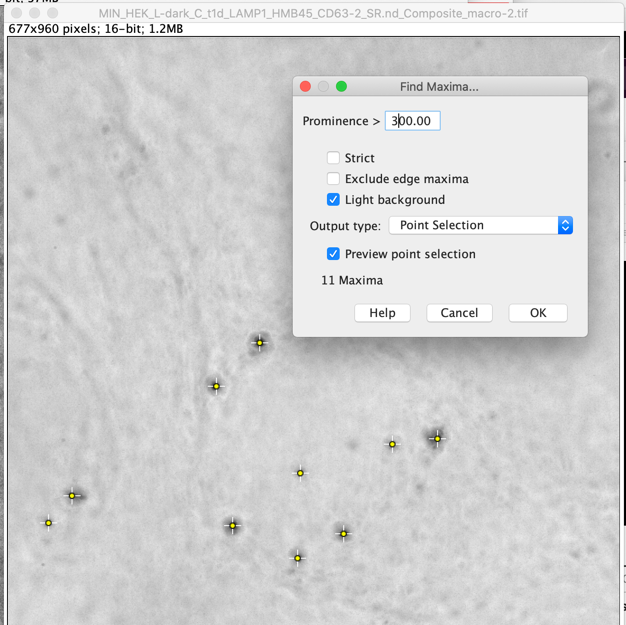 MIN_HEK_L-dark_C_t1d_LAMP1_HMB45_CD63-2_SR.nd_Composite_macro-2.tif
677x960 pixels; 16-bit; 1.2MB
Find Maxima...
Prominence > 300.00
Strict
Exclude edge maxima
Light background
Output type: Point Selection
Preview point selection
11 Maxima
Help Cancel OK